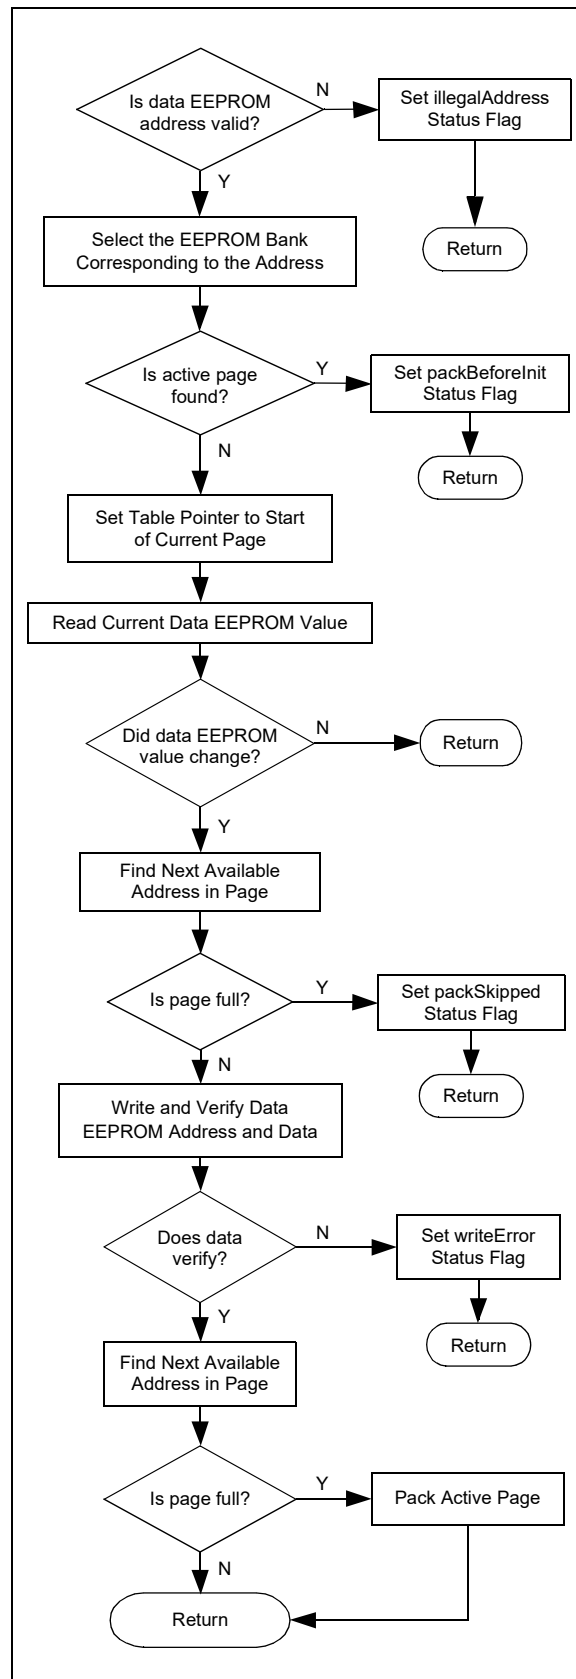 Is data EEPROM
address valid?
N
Set illegalAddress
Status Flag
Y
Return
Select the EEPROM Bank
Corresponding to the Address
Is active page
found?
Y
Set packBeforeInit
Status Flag
N
Return
Set Table Pointer to Start
of Current Page
Read Current Data EEPROM Value
Did data EEPROM
value change?
N
Return
Y
Find Next Available
Address in Page
Is page full?
Y
Set packSkipped
Status Flag
N
Return
Write and Verify Data
EEPROM Address and Data
Does data
verify?
N
Set writeError
Status Flag
Y
Return
Find Next Available
Address in Page
Is page full?
Y
Pack Active Page
N
Return